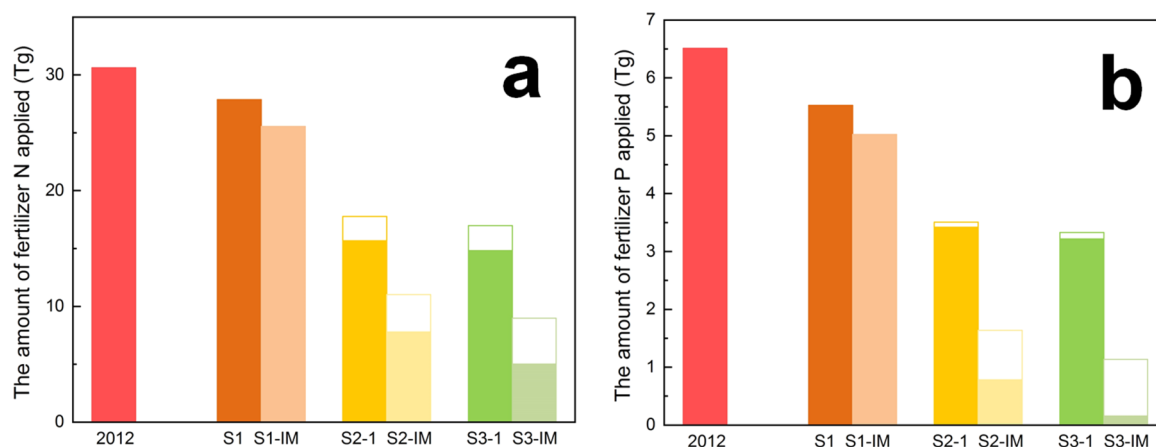 The amount of fertilizer N applied (Tg)
30
20
10
0
a
2012 S1 S1-IM S2-1 S2-IM S3-1 S3-IM
The amount of fertilizer P applied (Tg)
7
6
5
4
3
2
1
0
b
2012 S1 S1-IM S2-1 S2-IM S3-1 S3-IM